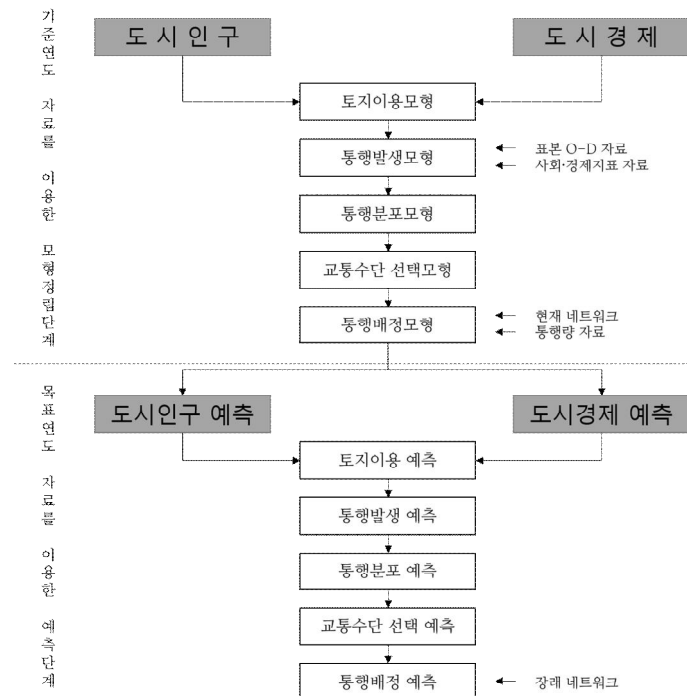 기준연도 자료를 이용한 모형정립단계
도 시 인 구
도 시 경 제
토지이용모형
통행발생모형
표본 O-D 자료
사회·경제지표 자료
통행분포모형
교통수단 선택모형
통행배정모형
현재 네트워크
통행량 자료
목표연도 자료를 이용한 예측단계
도시인구 예측
도시경제 예측
토지이용 예측
통행발생 예측
통행분포 예측
교통수단 선택 예측
통행배정 예측
장래 네트워크